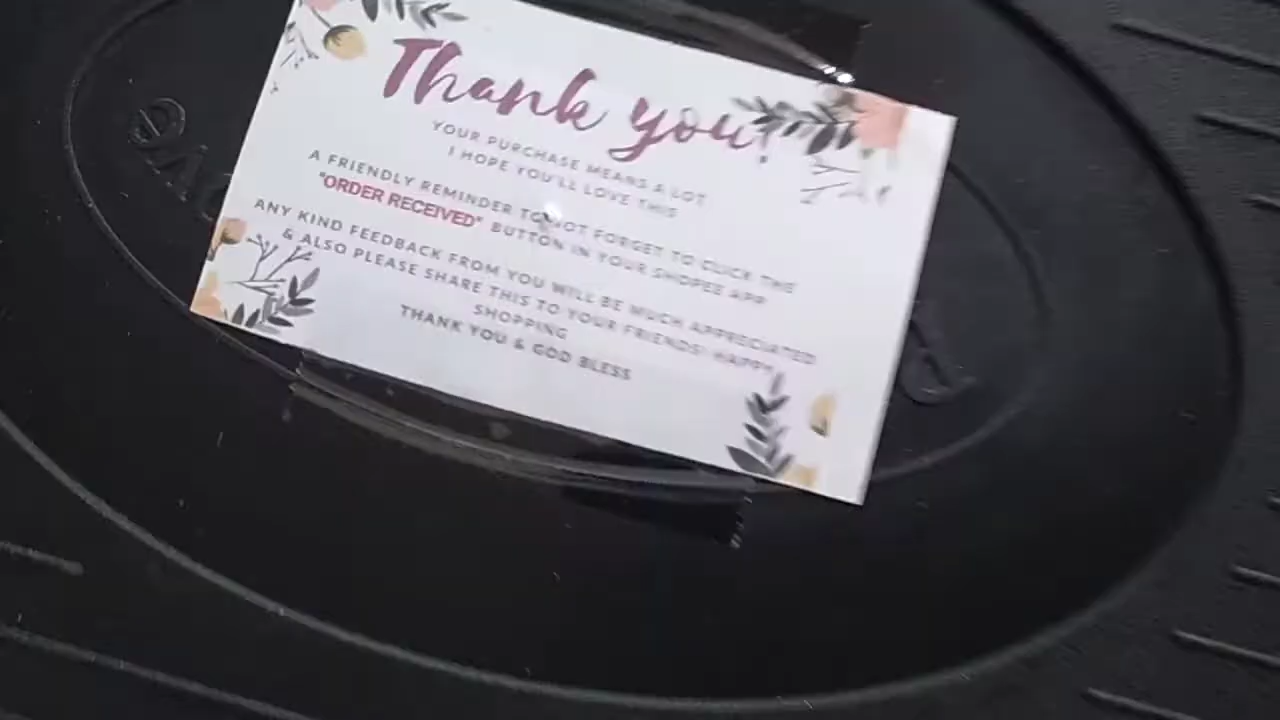 Thank you!
YOUR PURCHASE MEANS A LOT
I HOPE YOU'LL LOVE THIS
A FRIENDLY REMINDER TO NOT FORGET TO CLICK THE
"ORDER RECEIVED" BUTTON IN YOUR SHOPEE APP
ANY KIND FEEDBACK FROM YOU WILL BE MUCH APPRECIATED
& ALSO PLEASE SHARE THIS TO YOUR FRIENDS! HAPPY
SHOPPING
THANK YOU & GOD BLESS